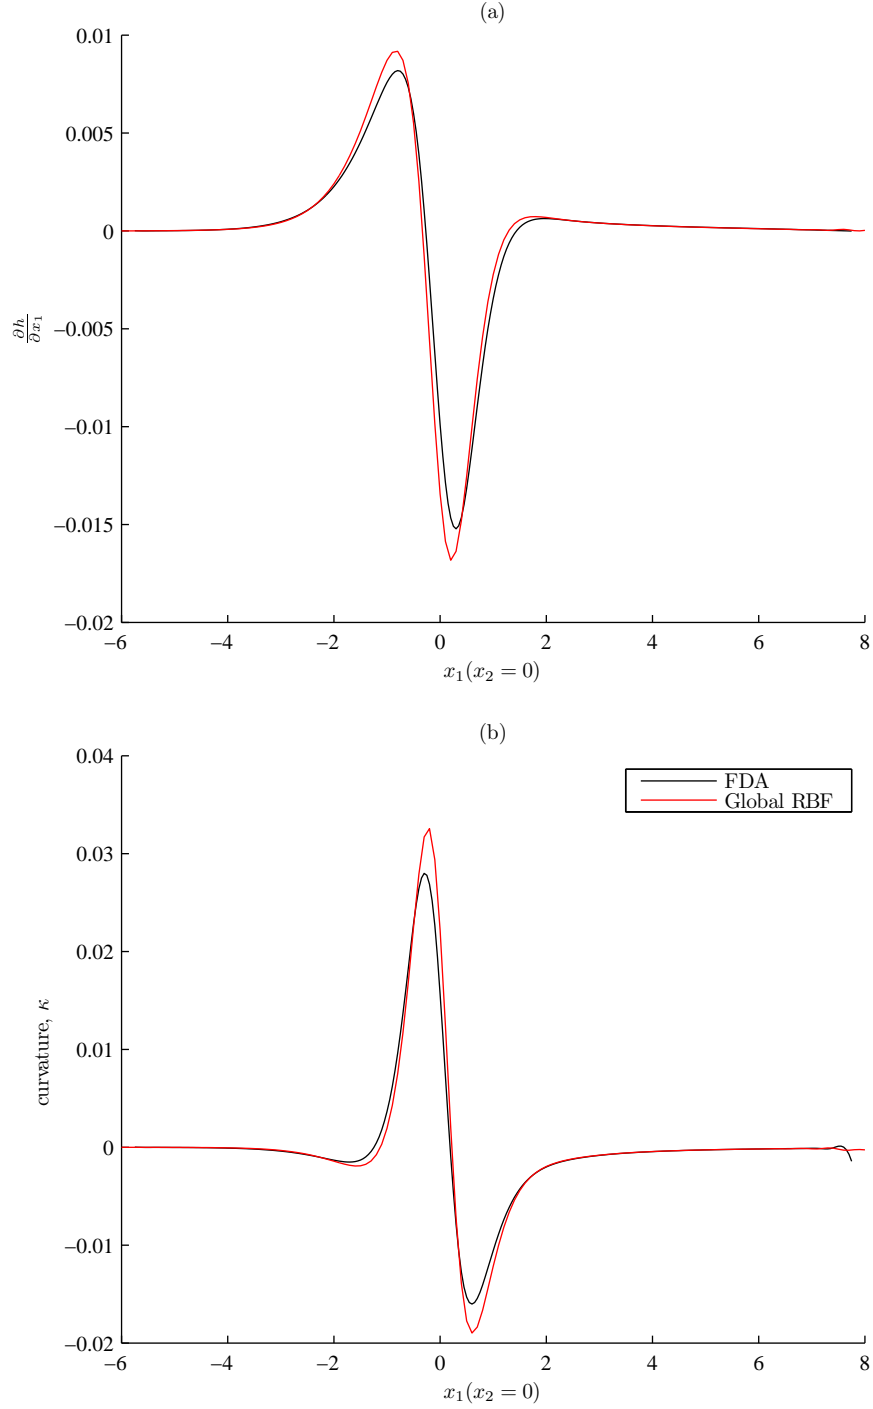 (a)
0.01
0.005
0
−0.005
−0.01
−0.015
−0.02
∂h/∂x₁
−6 −4 −2 0 2 4 6 8
x₁(x₂ = 0)
(b)
0.04
0.03
0.02
0.01
0
−0.01
−0.02
curvature, κ
FDA
Global RBF
−6 −4 −2 0 2 4 6 8
x₁(x₂ = 0)